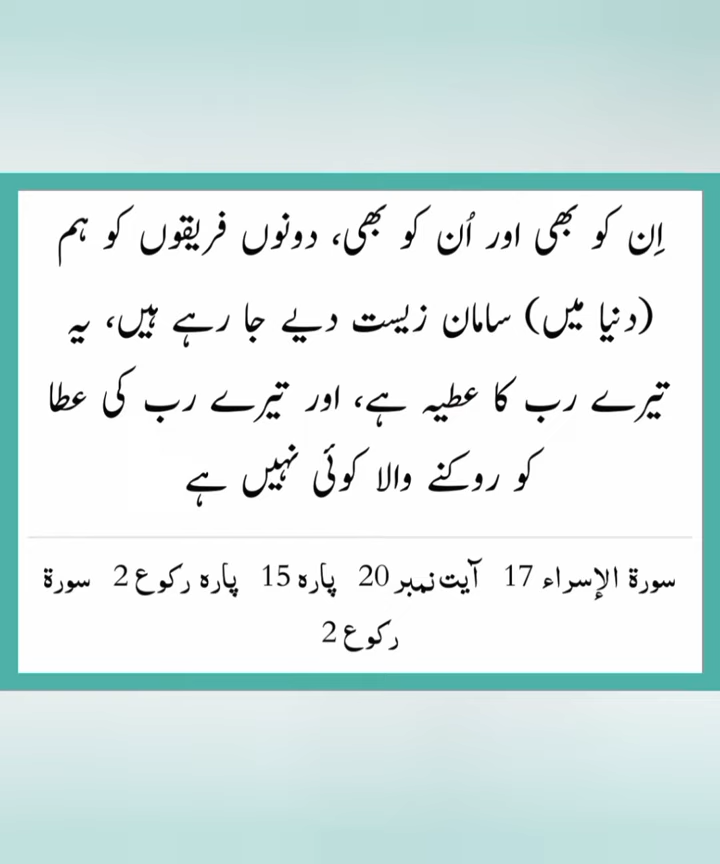 اِن کو بھی اور اُن کو بھی، دونوں فریقوں کو ہم
(دنیا میں) سامان زیست دیے جا رہے ہیں، یہ
تیرے رب کا عطیہ ہے، اور تیرے رب کی عطا
کو روکنے والا کوئی نہیں ہے
سورۃ الإسراء 17 آیت نمبر 20 پارہ 15 پارہ رکوع 2 سورۃ
رکوع 2